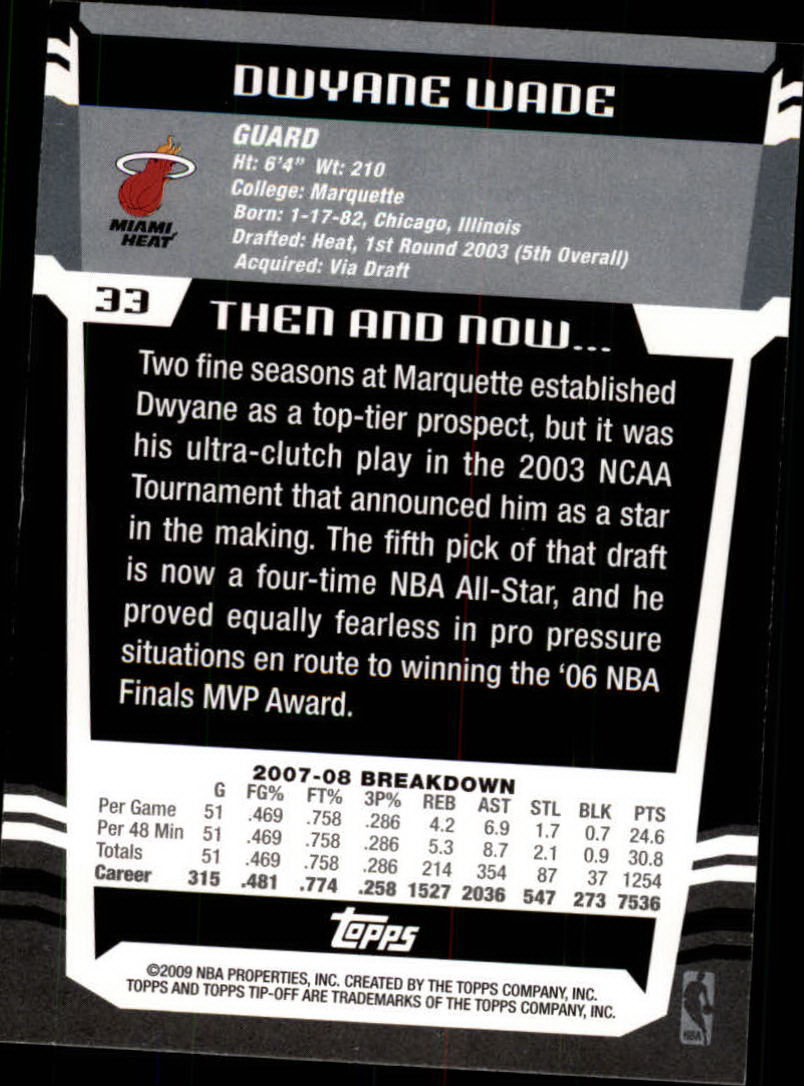 DWYANE WADE
MIAMI
HEAT
GUARD
Ht: 6'4" Wt: 210
College: Marquette
Born: 1-17-82, Chicago, Illinois
Drafted: Heat, 1st Round 2003 (5th Overall)
Acquired: Via Draft
33
THEN AND NOW...
Two fine seasons at Marquette established
Dwyane as a top-tier prospect, but it was
his ultra-clutch play in the 2003 NCAA
Tournament that announced him as a star
in the making. The fifth pick of that draft
is now a four-time NBA All-Star, and he
proved equally fearless in pro pressure
situations en route to winning the '06 NBA
Finals MVP Award.
2007-08 BREAKDOWN
G FG% FT% 3P% REB AST STL BLK PTS
Per Game 51 .469 .758 .286 4.2 6.9 1.7 0.7 24.6
Per 48 Min 51 .469 .758 .286 5.3 8.7 2.1 0.9 30.8
Totals 51 .469 .758 .286 214 354 87 37 1254
Career 315 .481 .774 .258 1527 2036 547 273 7536
Topps
©2009 NBA PROPERTIES, INC. CREATED BY THE TOPPS COMPANY, INC.
TOPPS AND TOPPS TIP-OFF ARE TRADEMARKS OF THE TOPPS COMPANY, INC.
NBA